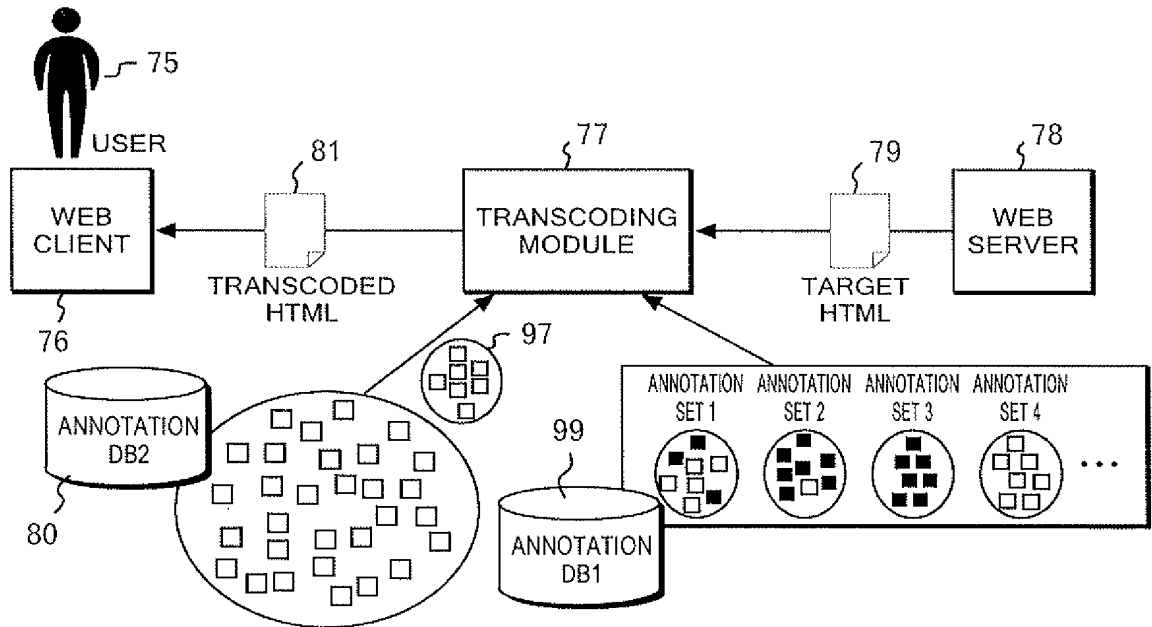 75
USER
81
77
79
78
WEB
CLIENT
TRANSCODING
MODULE
WEB
SERVER
TRANSCODED
HTML
TARGET
HTML
76
97
ANNOTATION
DB2
80
99
ANNOTATION
DB1
ANNOTATION
SET 1
ANNOTATION
SET 2
ANNOTATION
SET 3
ANNOTATION
SET 4
...